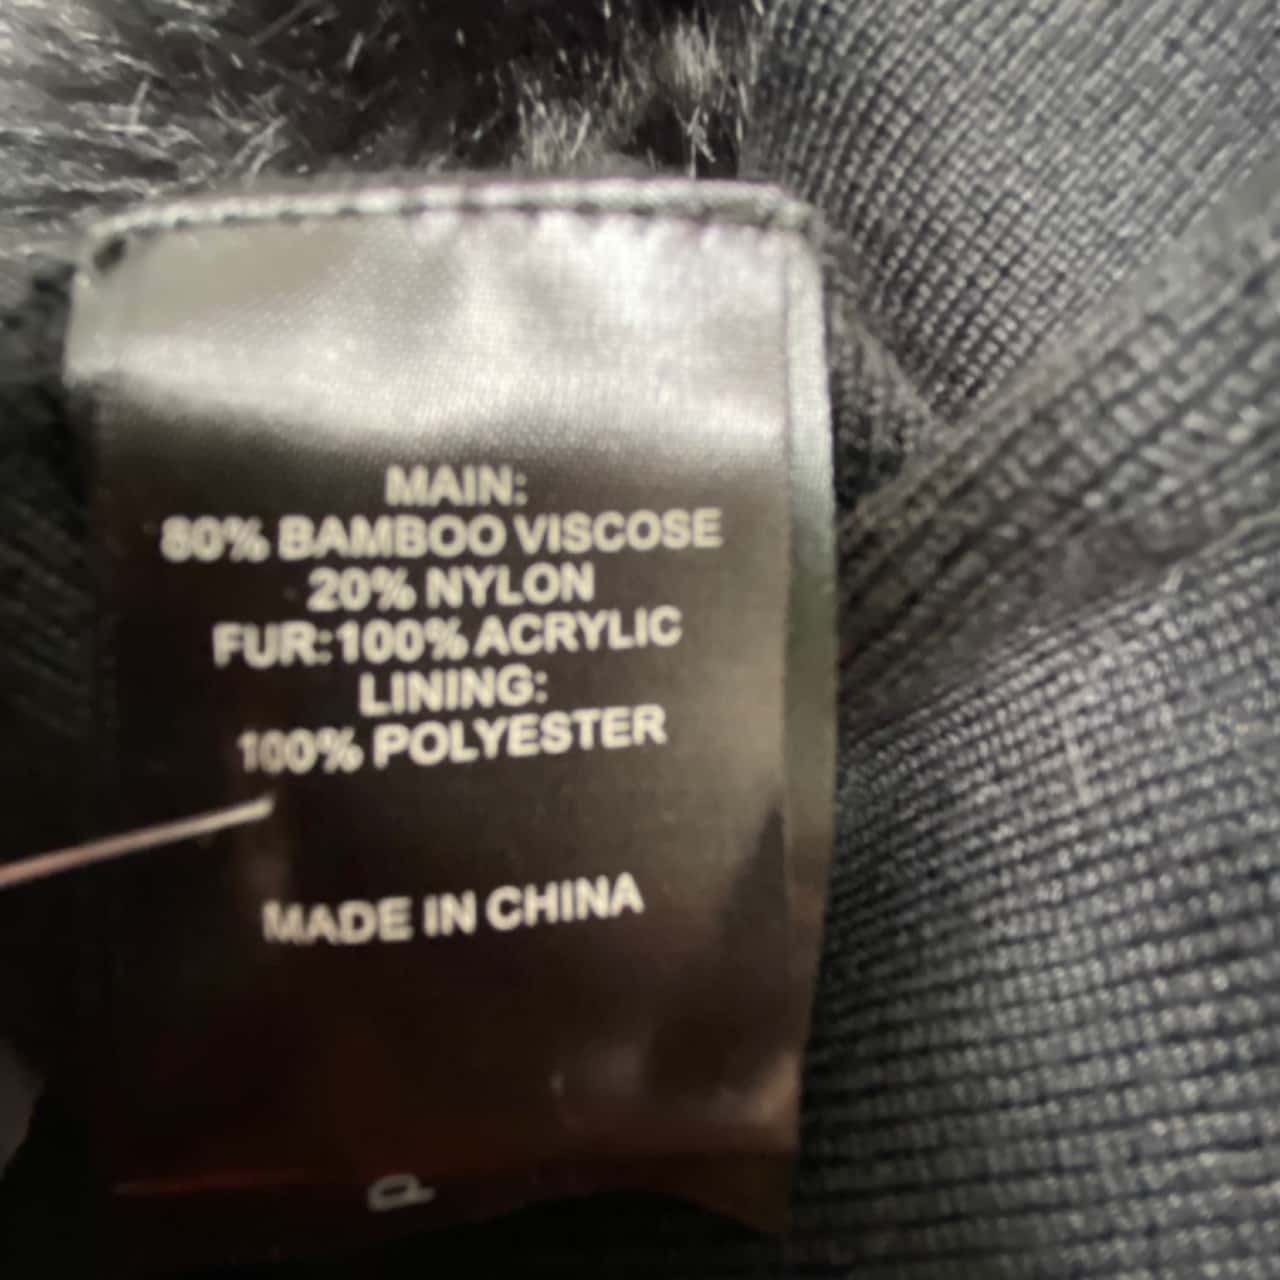 MAIN:
80% BAMBOO VISCOSE
20% NYLON
FUR:100% ACRYLIC
LINING:
100% POLYESTER
MADE IN CHINA